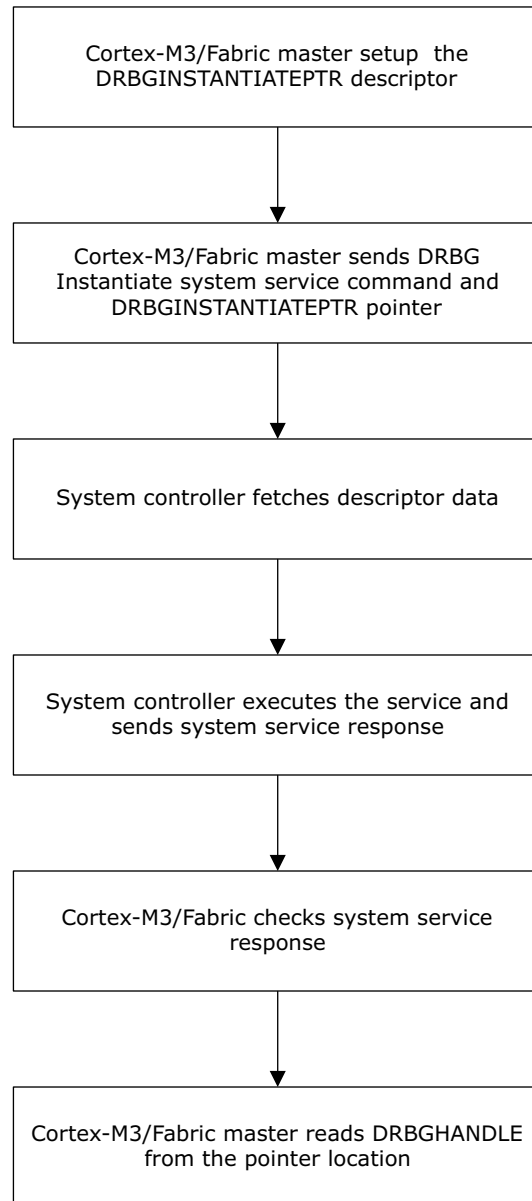 Cortex-M3/Fabric master setup the
DRBGINSTANTIATEPTR descriptor
Cortex-M3/Fabric master sends DRBG
Instantiate system service command and
DRBGINSTANTIATEPTR pointer
System controller fetches descriptor data
System controller executes the service and
sends system service response
Cortex-M3/Fabric checks system service
response
Cortex-M3/Fabric master reads DRBGHANDLE
from the pointer location